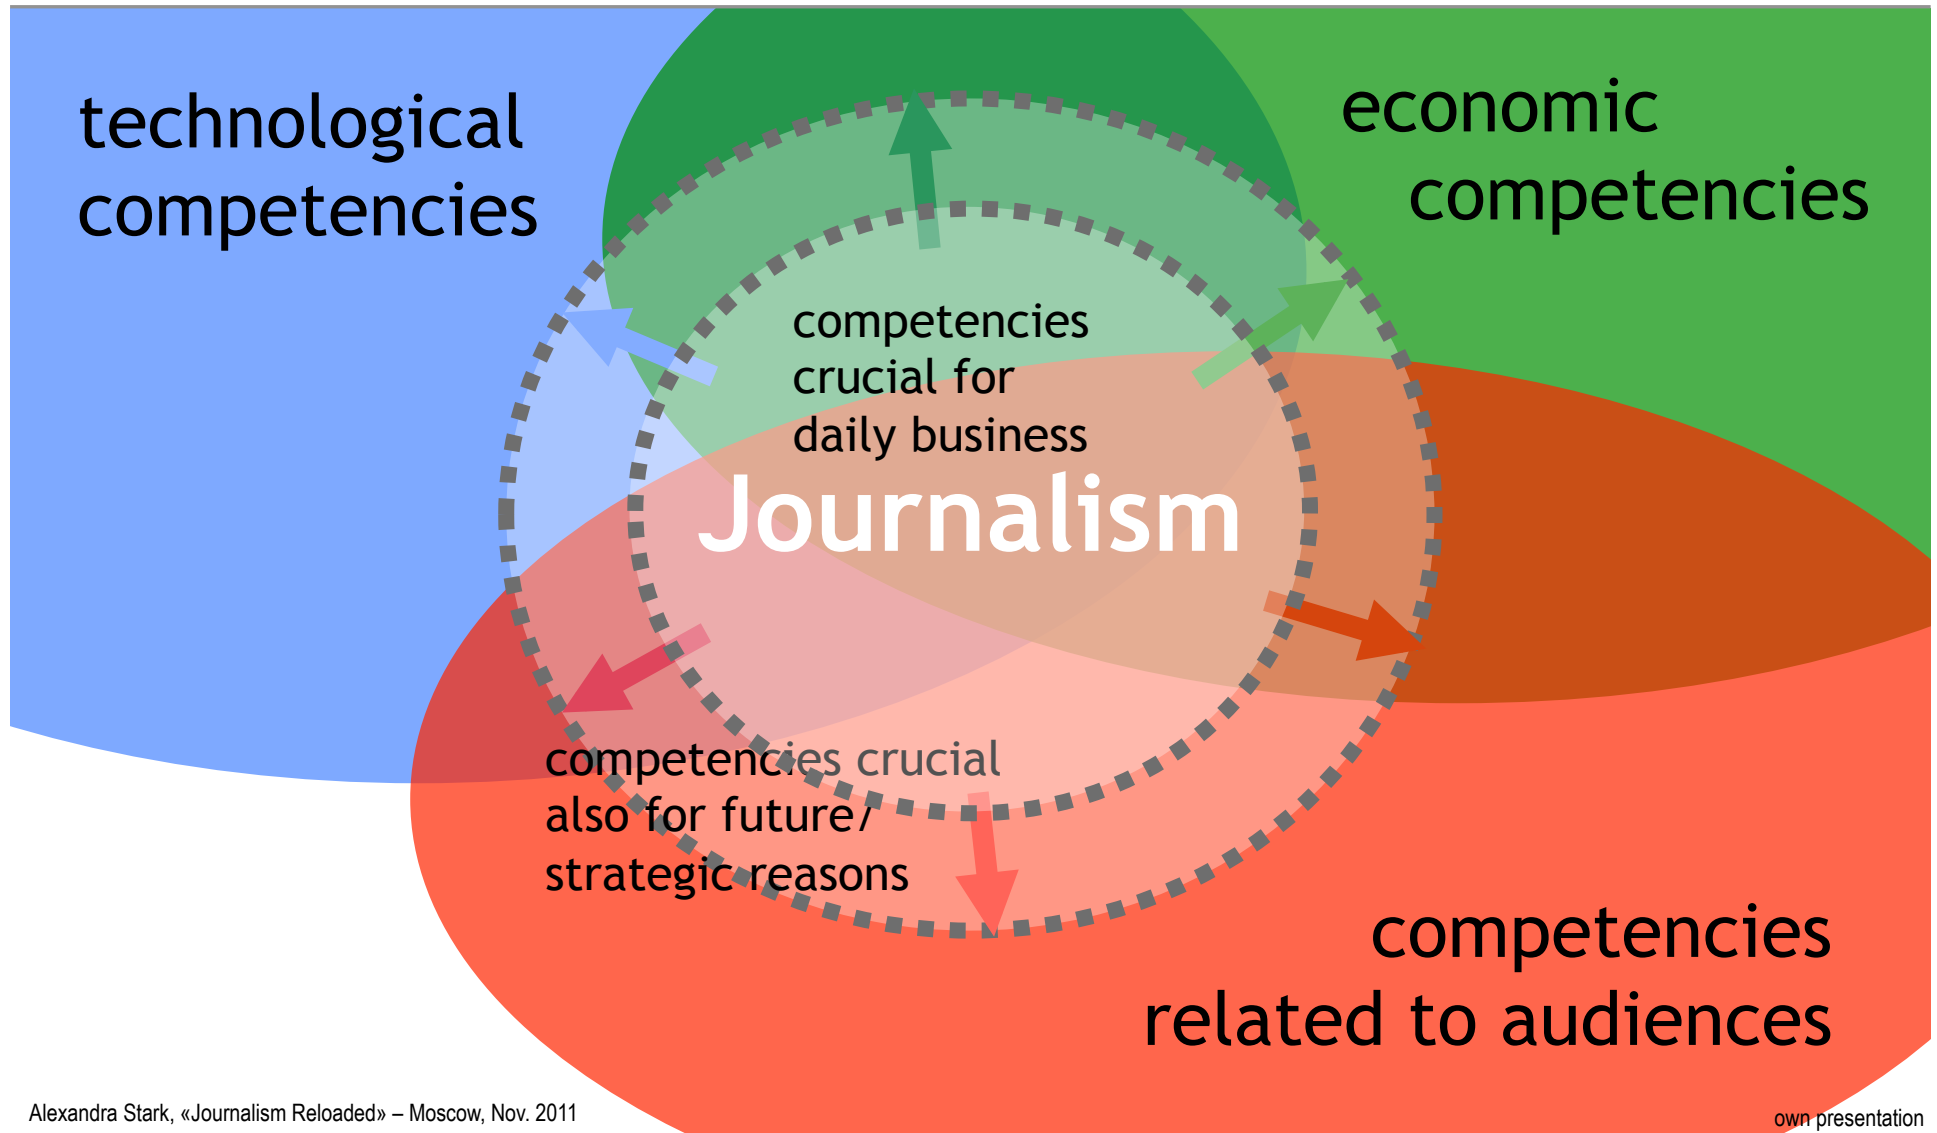 technological
competencies
economic
competencies
competencies
crucial for
daily business
Journalism
competencies crucial
also for future/
strategic reasons
competencies
related to audiences
Alexandra Stark, «Journalism Reloaded» – Moscow, Nov. 2011
own presentation